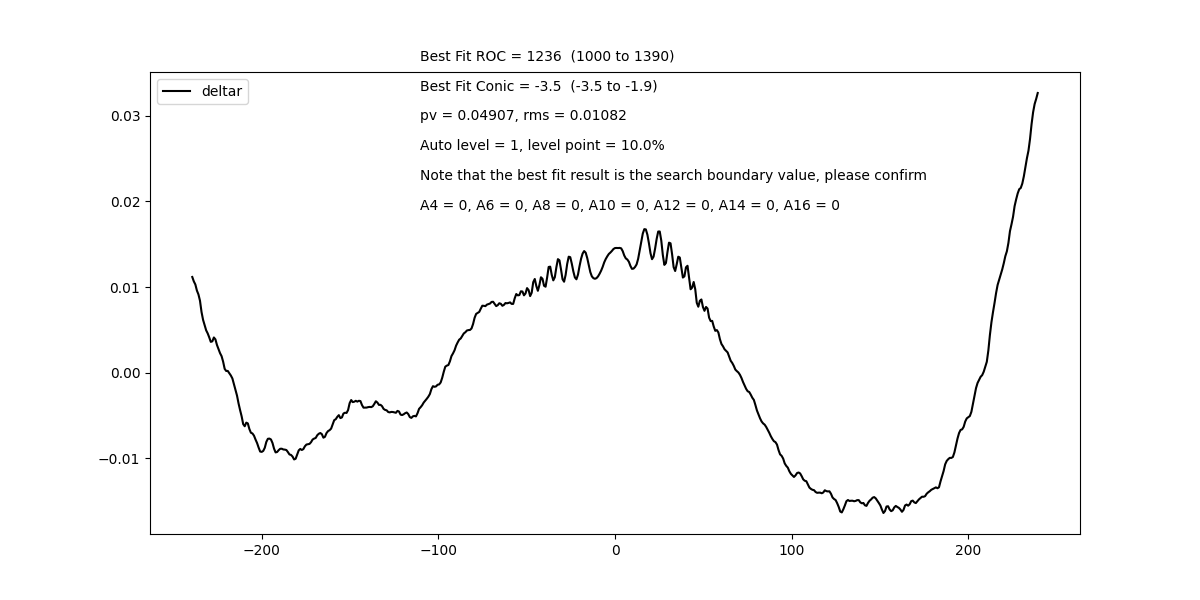 Best Fit ROC = 1236  (1000 to 1390)
deltar
Best Fit Conic = -3.5  (-3.5 to -1.9)
pv = 0.04907, rms = 0.01082
Auto level = 1, level point = 10.0%
Note that the best fit result is the search boundary value, please confirm
A4 = 0, A6 = 0, A8 = 0, A10 = 0, A12 = 0, A14 = 0, A16 = 0
0.03
0.02
0.01
0.00
−0.01
−200
−100
0
100
200